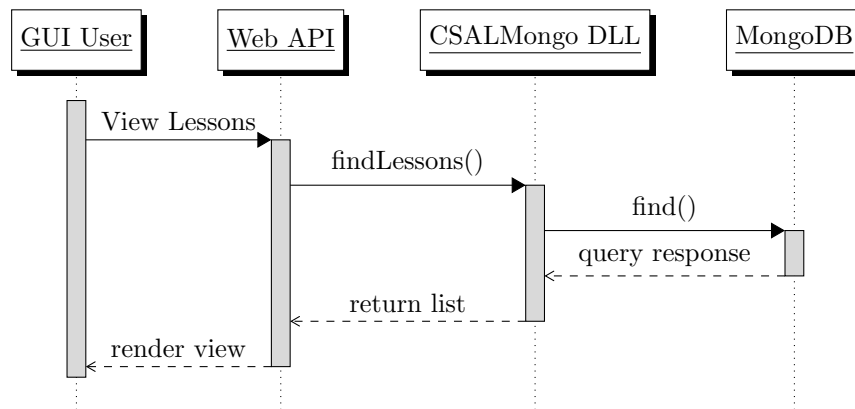 GUI User
Web API
CSALMongo DLL
MongoDB
View Lessons
findLessons()
find()
query response
return list
render view